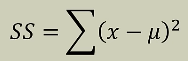 SS = ∑(x − μ)²